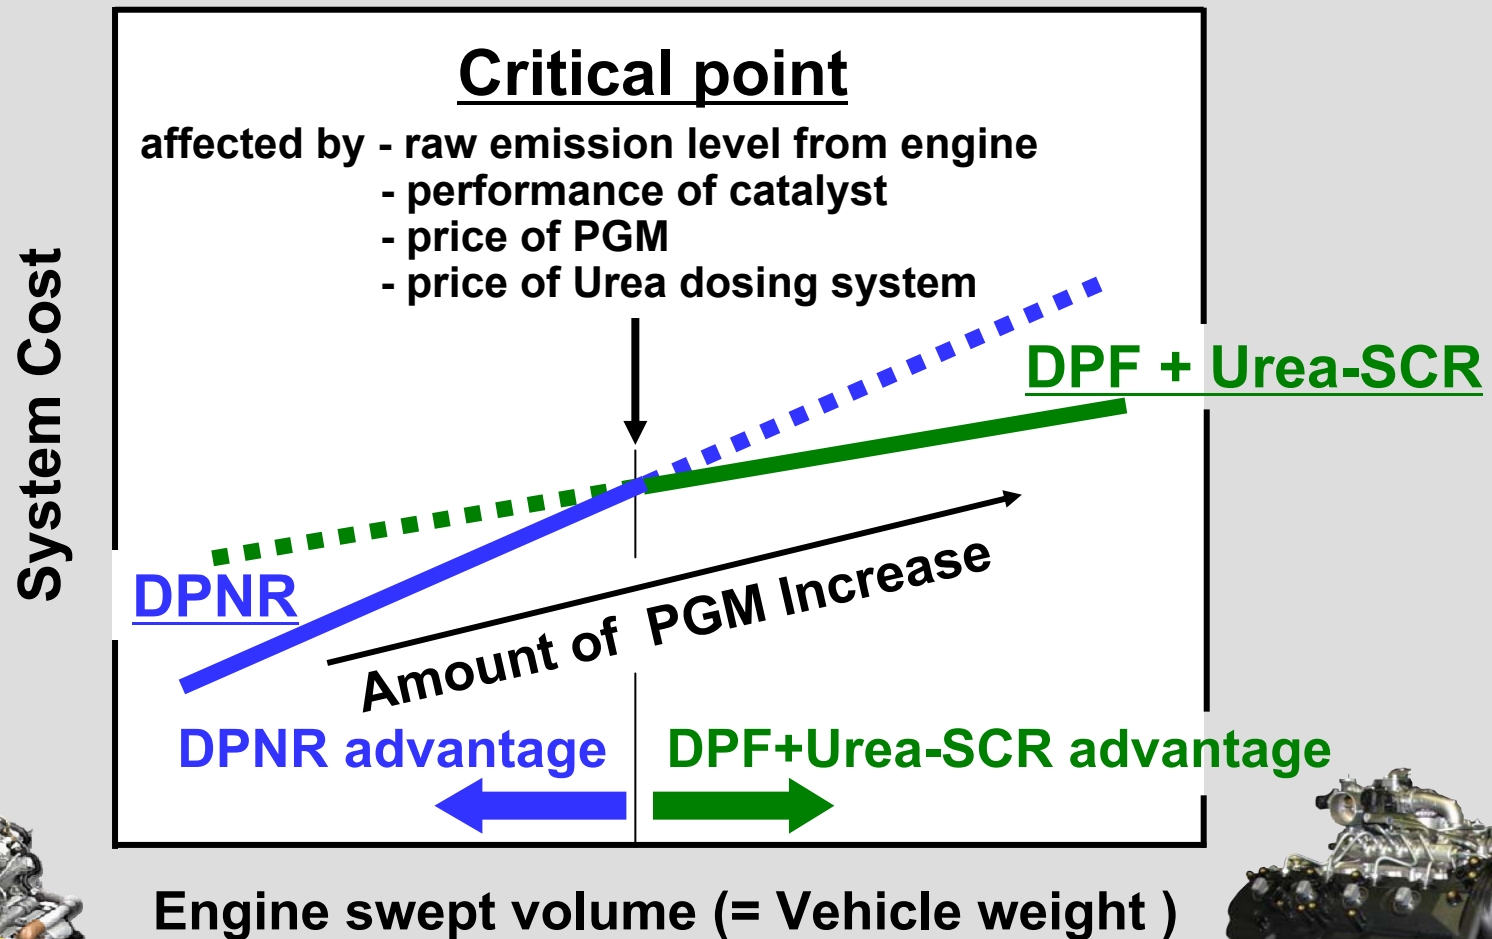 Critical point
affected by - raw emission level from engine
- performance of catalyst
- price of PGM
- price of Urea dosing system
System Cost
DPF + Urea-SCR
DPNR
Amount of PGM Increase
DPNR advantage
DPF+Urea-SCR advantage
Engine swept volume (= Vehicle weight )